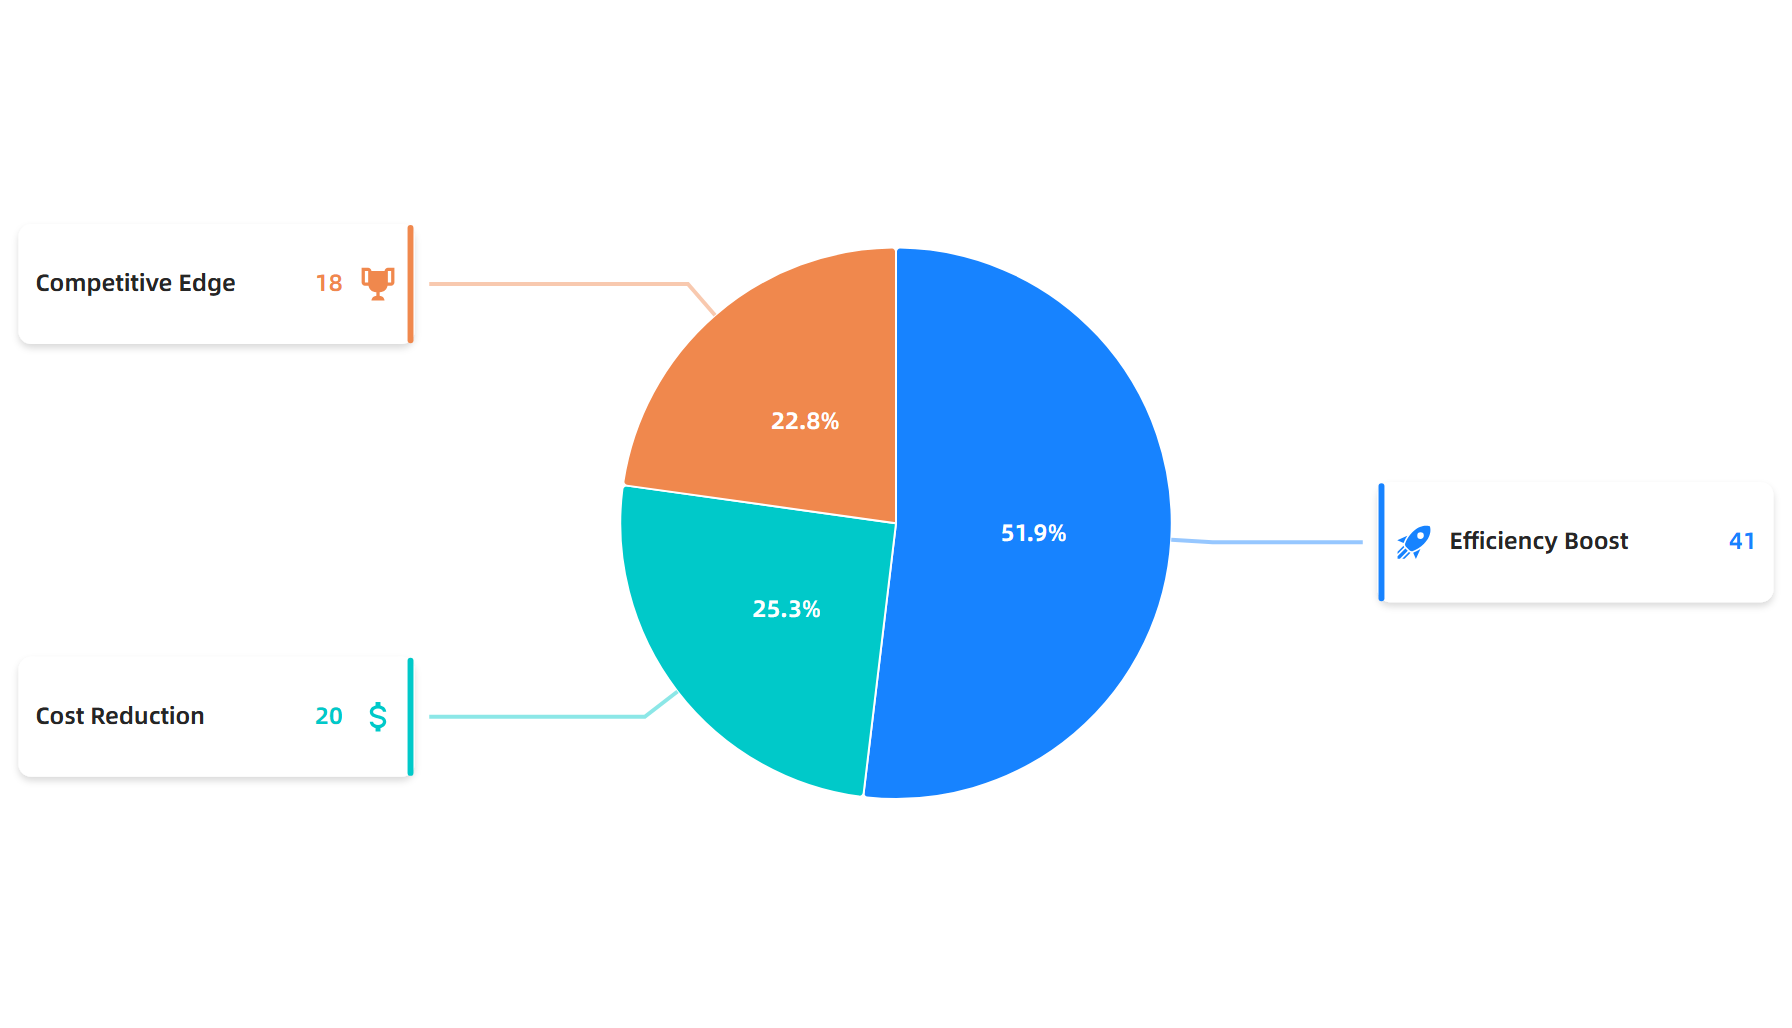 Competitive Edge 18
22.8%
51.9%
Efficiency Boost 41
25.3%
Cost Reduction 20